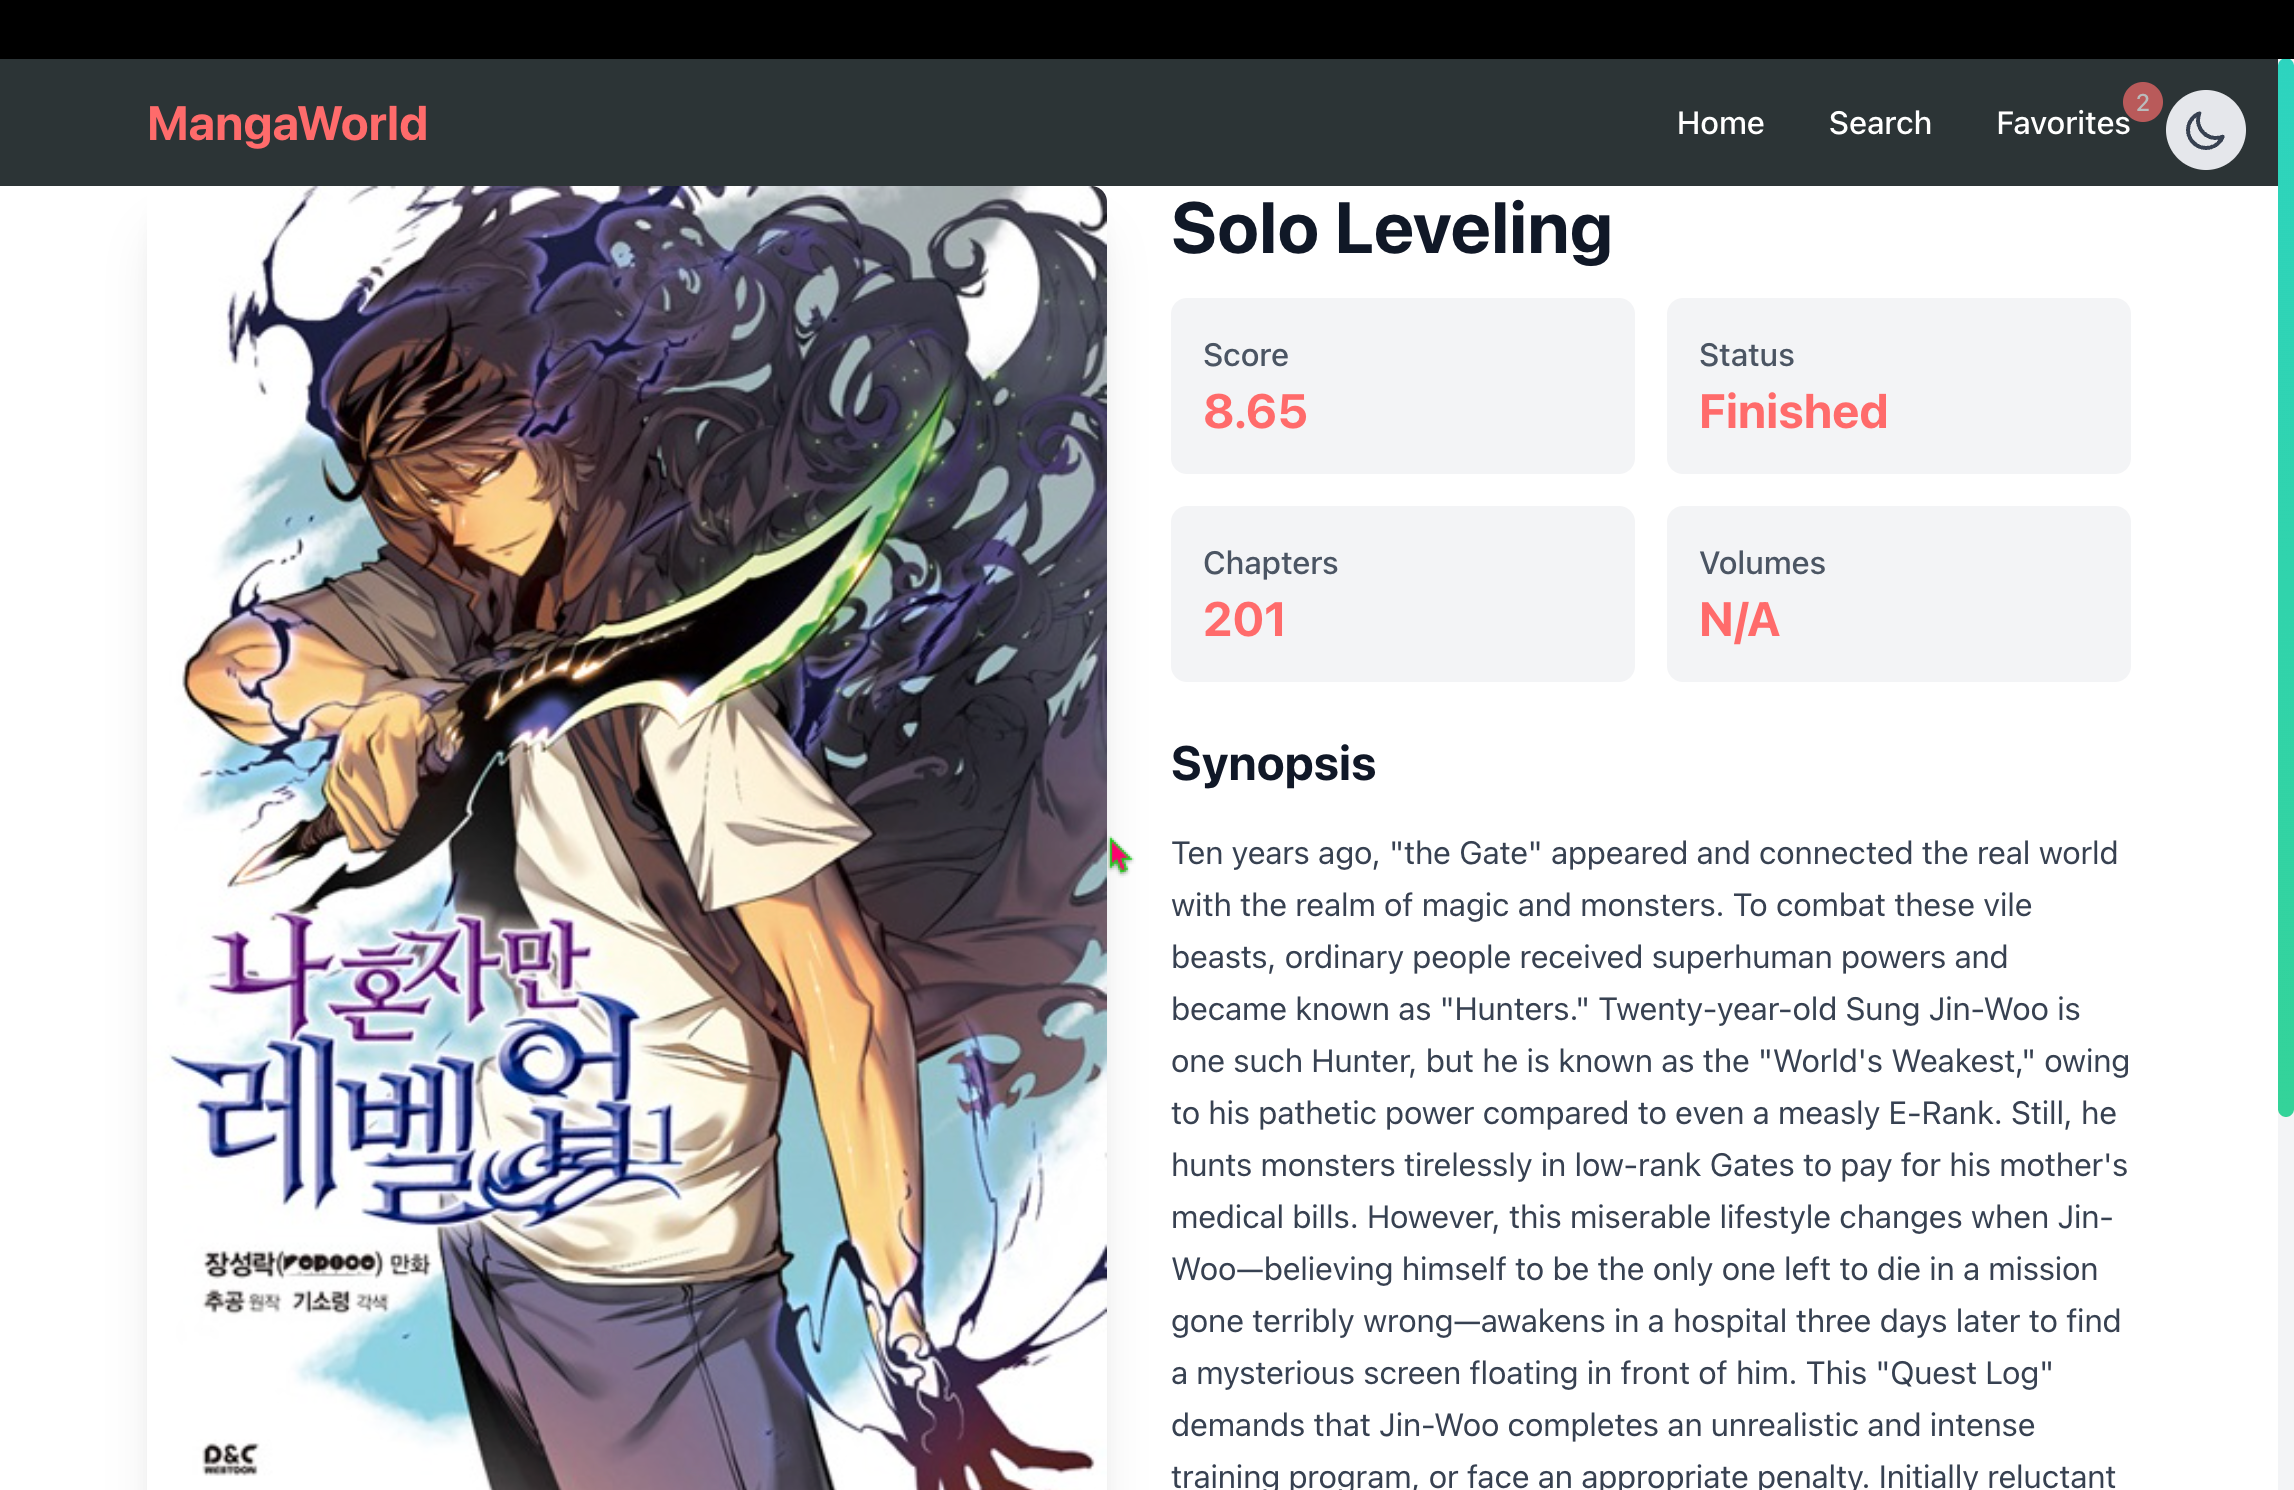 MangaWorld
Home
Search
Favorites
2
Solo Leveling
Score
8.65
Status
Finished
Chapters
201
Volumes
N/A
Synopsis
Ten years ago, "the Gate" appeared and connected the real world
with the realm of magic and monsters. To combat these vile
beasts, ordinary people received superhuman powers and
became known as "Hunters." Twenty-year-old Sung Jin-Woo is
one such Hunter, but he is known as the "World's Weakest," owing
to his pathetic power compared to even a measly E-Rank. Still, he
hunts monsters tirelessly in low-rank Gates to pay for his mother's
medical bills. However, this miserable lifestyle changes when Jin-
Woo—believing himself to be the only one left to die in a mission
gone terribly wrong—awakens in a hospital three days later to find
a mysterious screen floating in front of him. This "Quest Log"
demands that Jin-Woo completes an unrealistic and intense
training program, or face an appropriate penalty. Initially reluctant
나 혼자만
레벨업 1
장성락() 만화
추공 원작 기소령 각색
D&C
WEBTOON